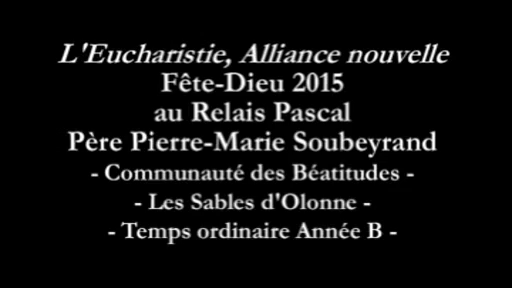 L'Eucharistie, Alliance nouvelle
Fête-Dieu 2015
au Relais Pascal
Père Pierre-Marie Soubeyrand
- Communauté des Béatitudes -
- Les Sables d'Olonne -
- Temps ordinaire Année B -